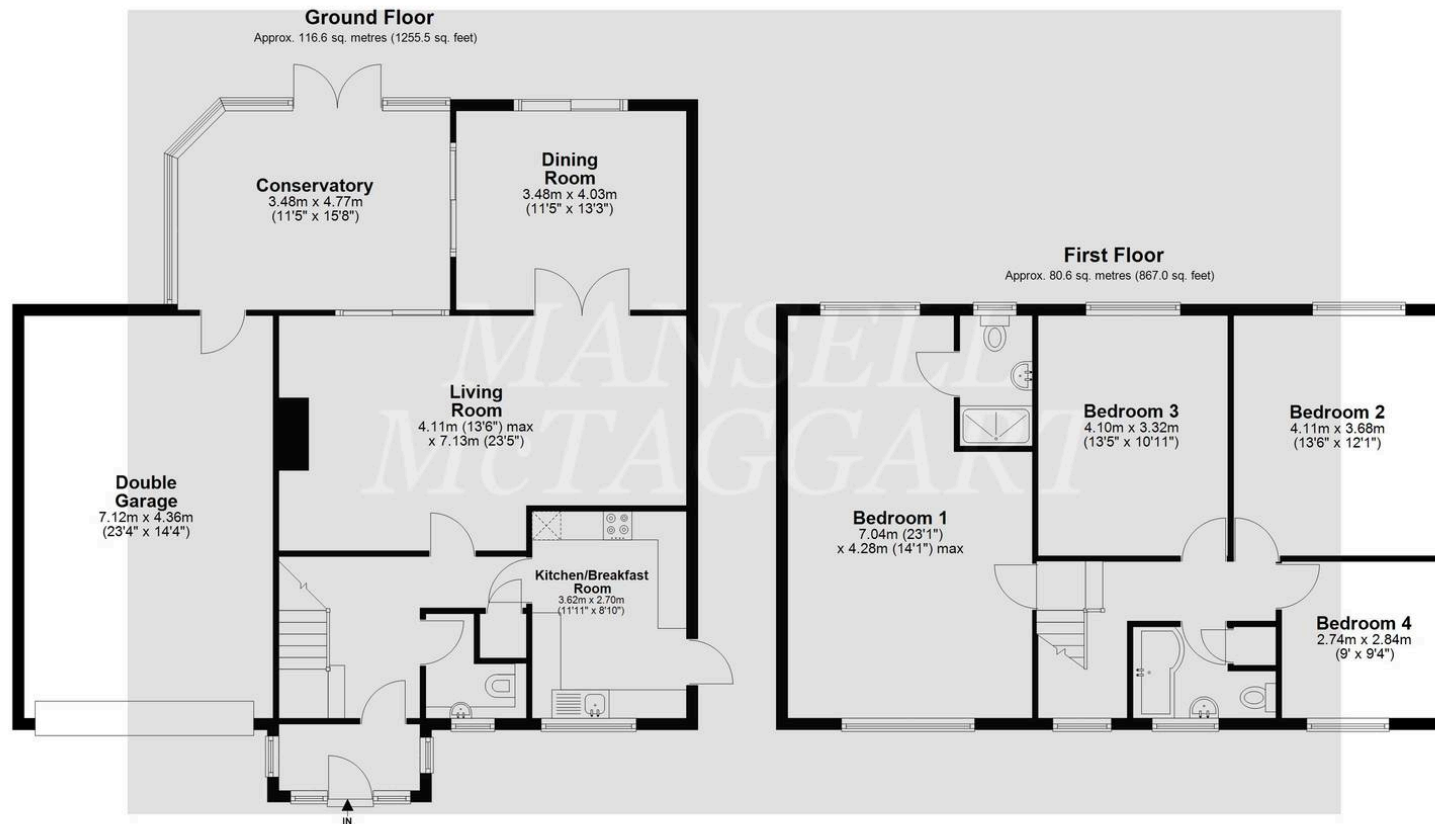 Ground Floor
Approx. 116.6 sq. metres (1255.5 sq. feet)
Conservatory
3.48m x 4.77m
(11'5" x 15'8")
Dining
Room
3.48m x 4.03m
(11'5" x 13'3")
Living
Room
4.11m (13'6") max
x 7.13m (23'5")
Double
Garage
7.12m x 4.36m
(23'4" x 14'4")
Kitchen/Breakfast
Room
3.62m x 2.70m
(11'11" x 8'10")
IN
First Floor
Approx. 80.6 sq. metres (867.0 sq. feet)
Bedroom 3
4.10m x 3.32m
(13'5" x 10'11")
Bedroom 2
4.11m x 3.68m
(13'6" x 12'1")
Bedroom 1
7.04m (23'1")
x 4.28m (14'1") max
Bedroom 4
2.74m x 2.84m
(9' x 9'4")
MANSELL
McTAGGART